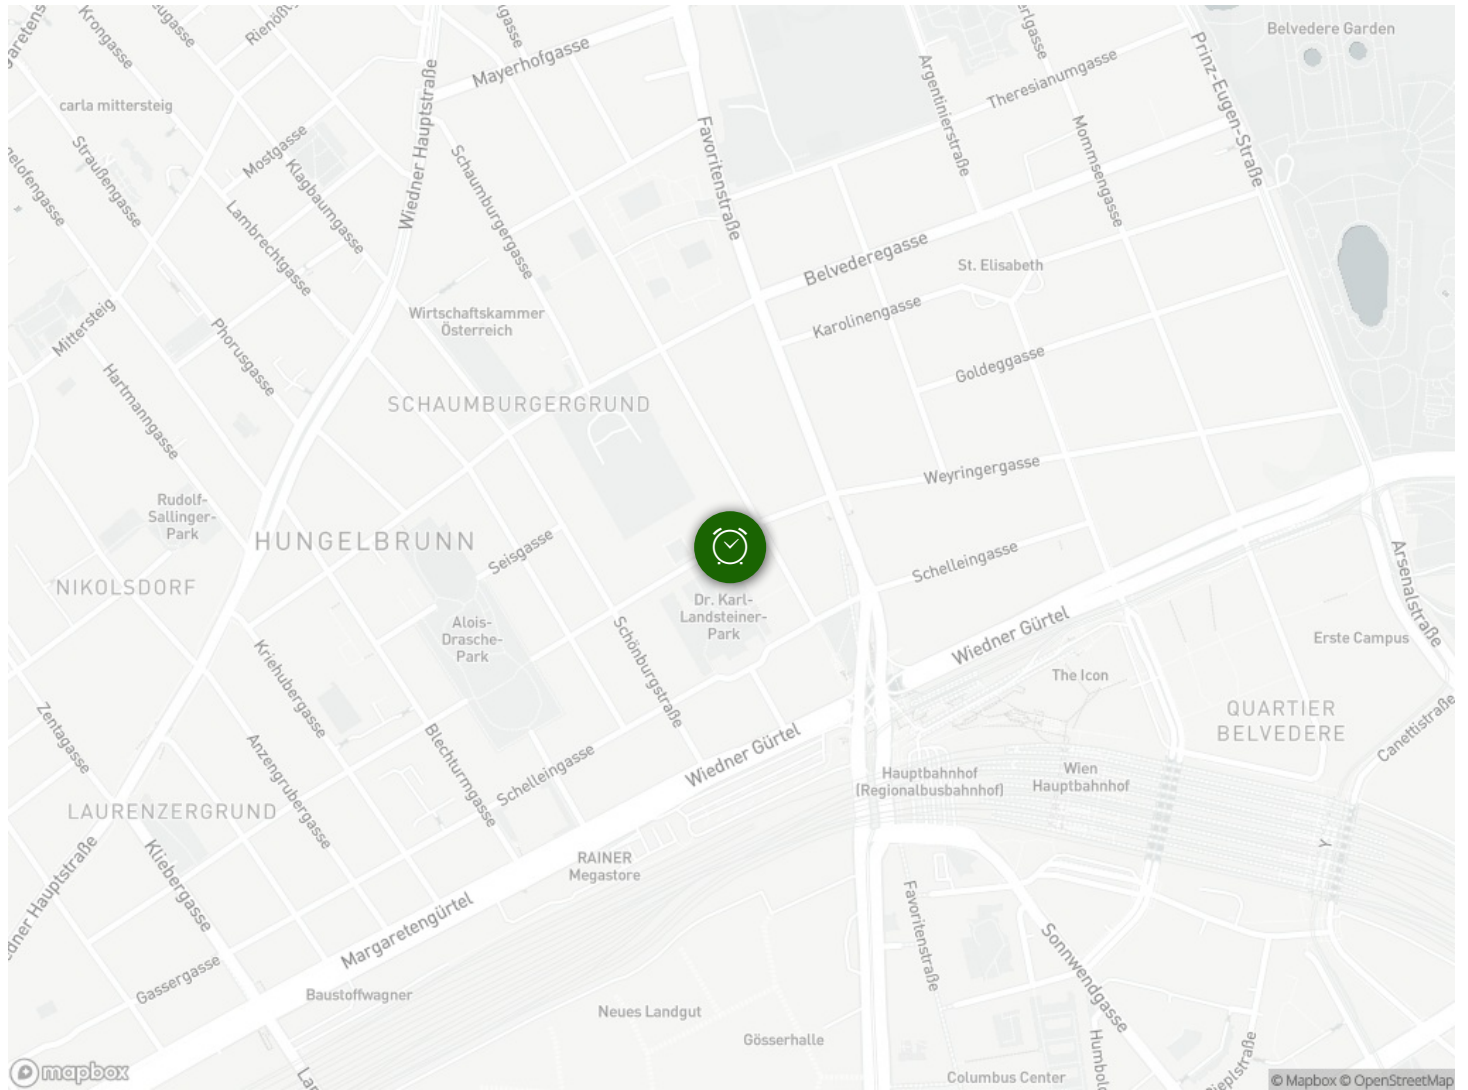 Krongasse
Rienößlgasse
Mayerhofgasse
Belvedere Garden
carla mittersteig
Wiedner Hauptstraße
Argentinierstraße
Theresianumgasse
Prinz-Eugen-Straße
Straußengasse
Mostgasse
Klagbaumgasse
Schaumburgergasse
Favoritenstraße
Mommsengasse
Lambrechtgasse
Belvederegasse
St. Elisabeth
Mittersteig
Phorusgasse
Wirtschaftskammer
Österreich
Karolinengasse
Hartmanngasse
Goldeggasse
SCHAUMBURGERGRUND
Weyringergasse
Rudolf-
Sallinger-
Park
HUNGELBRUNN
Seisgasse
Schelleingasse
Arsenalstraße
NIKOLSDORF
Dr. Karl-
Landsteiner-
Park
Alois-
Drasche-
Park
Schönburgstraße
Wiedner Gürtel
Erste Campus
Kriehubergasse
The Icon
QUARTIER
BELVEDERE
Canettistraße
Zentagasse
Anzengrubergasse
Blechturmgasse
Schelleingasse
Wiedner Gürtel
Hauptbahnhof
(Regionalbusbahnhof)
Wien
Hauptbahnhof
LAURENZERGRUND
Kliebergasse
RAINER
Megastore
Favoritenstraße
Margaretengürtel
Sonnwendgasse
Gassergasse
Baustoffwagner
Neues Landgut
Gösserhalle
Humbol
Columbus Center
mapbox
© Mapbox © OpenStreetMap